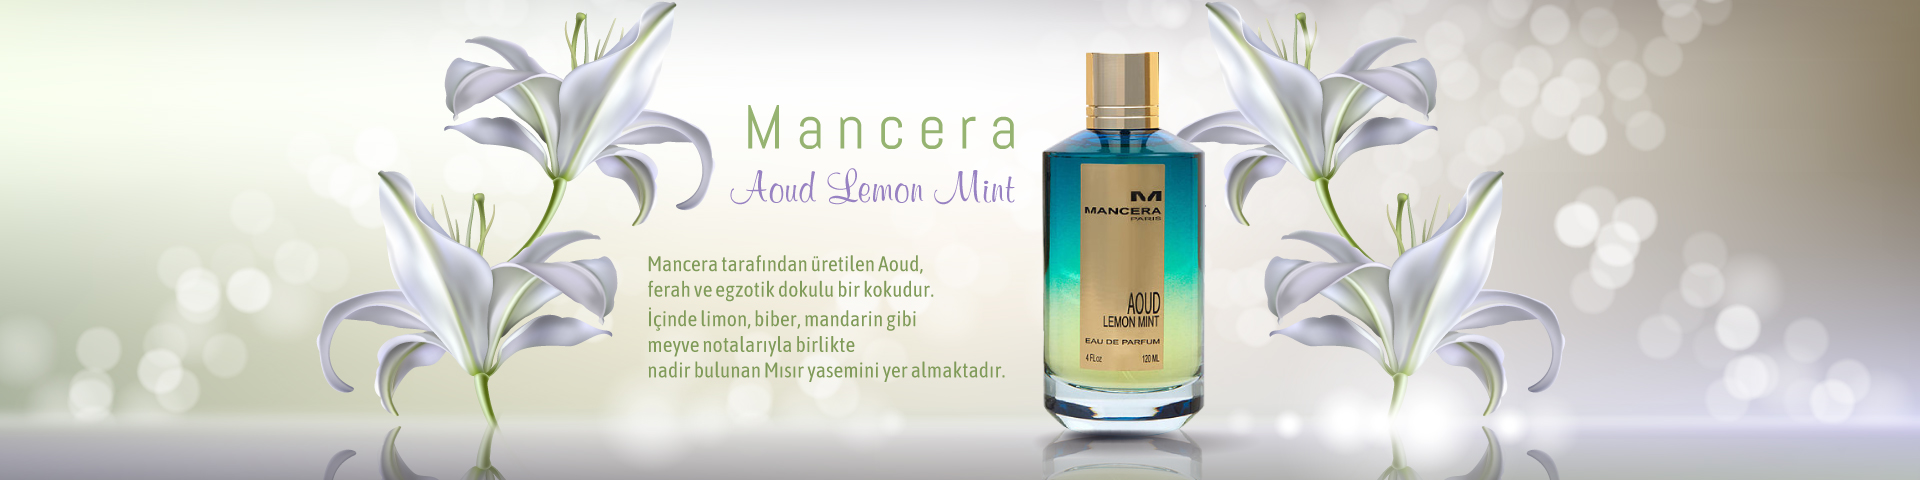 Mancera
Aoud Lemon Mint
Mancera tarafından üretilen Aoud,
ferah ve egzotik dokulu bir kokudur.
İçinde limon, biber, mandarin gibi
meyve notalarıyla birlikte
nadir bulunan Mısır yasemini yer almaktadır.
M
MANCERA
PARIS
AOUD
LEMON MINT
EAU DE PARFUM
4 FL.oz 120 ML